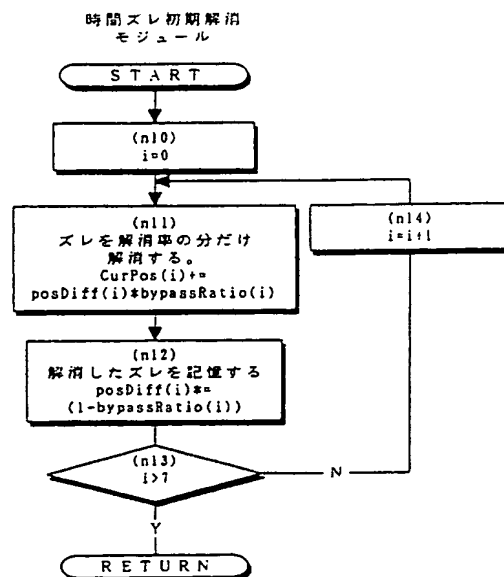 時間ズレ初期解消
モジュール
START
(n10)
i=0
(n11)
ズレを解消率の分だけ
解消する。
CurPos(i)+=
posDiff(i)*bypassRatio(i)
(n14)
i=i+1
(n12)
解消したズレを記憶する
posDiff(i)*=
(1-bypassRatio(i))
(n13)
i>7
N
Y
RETURN